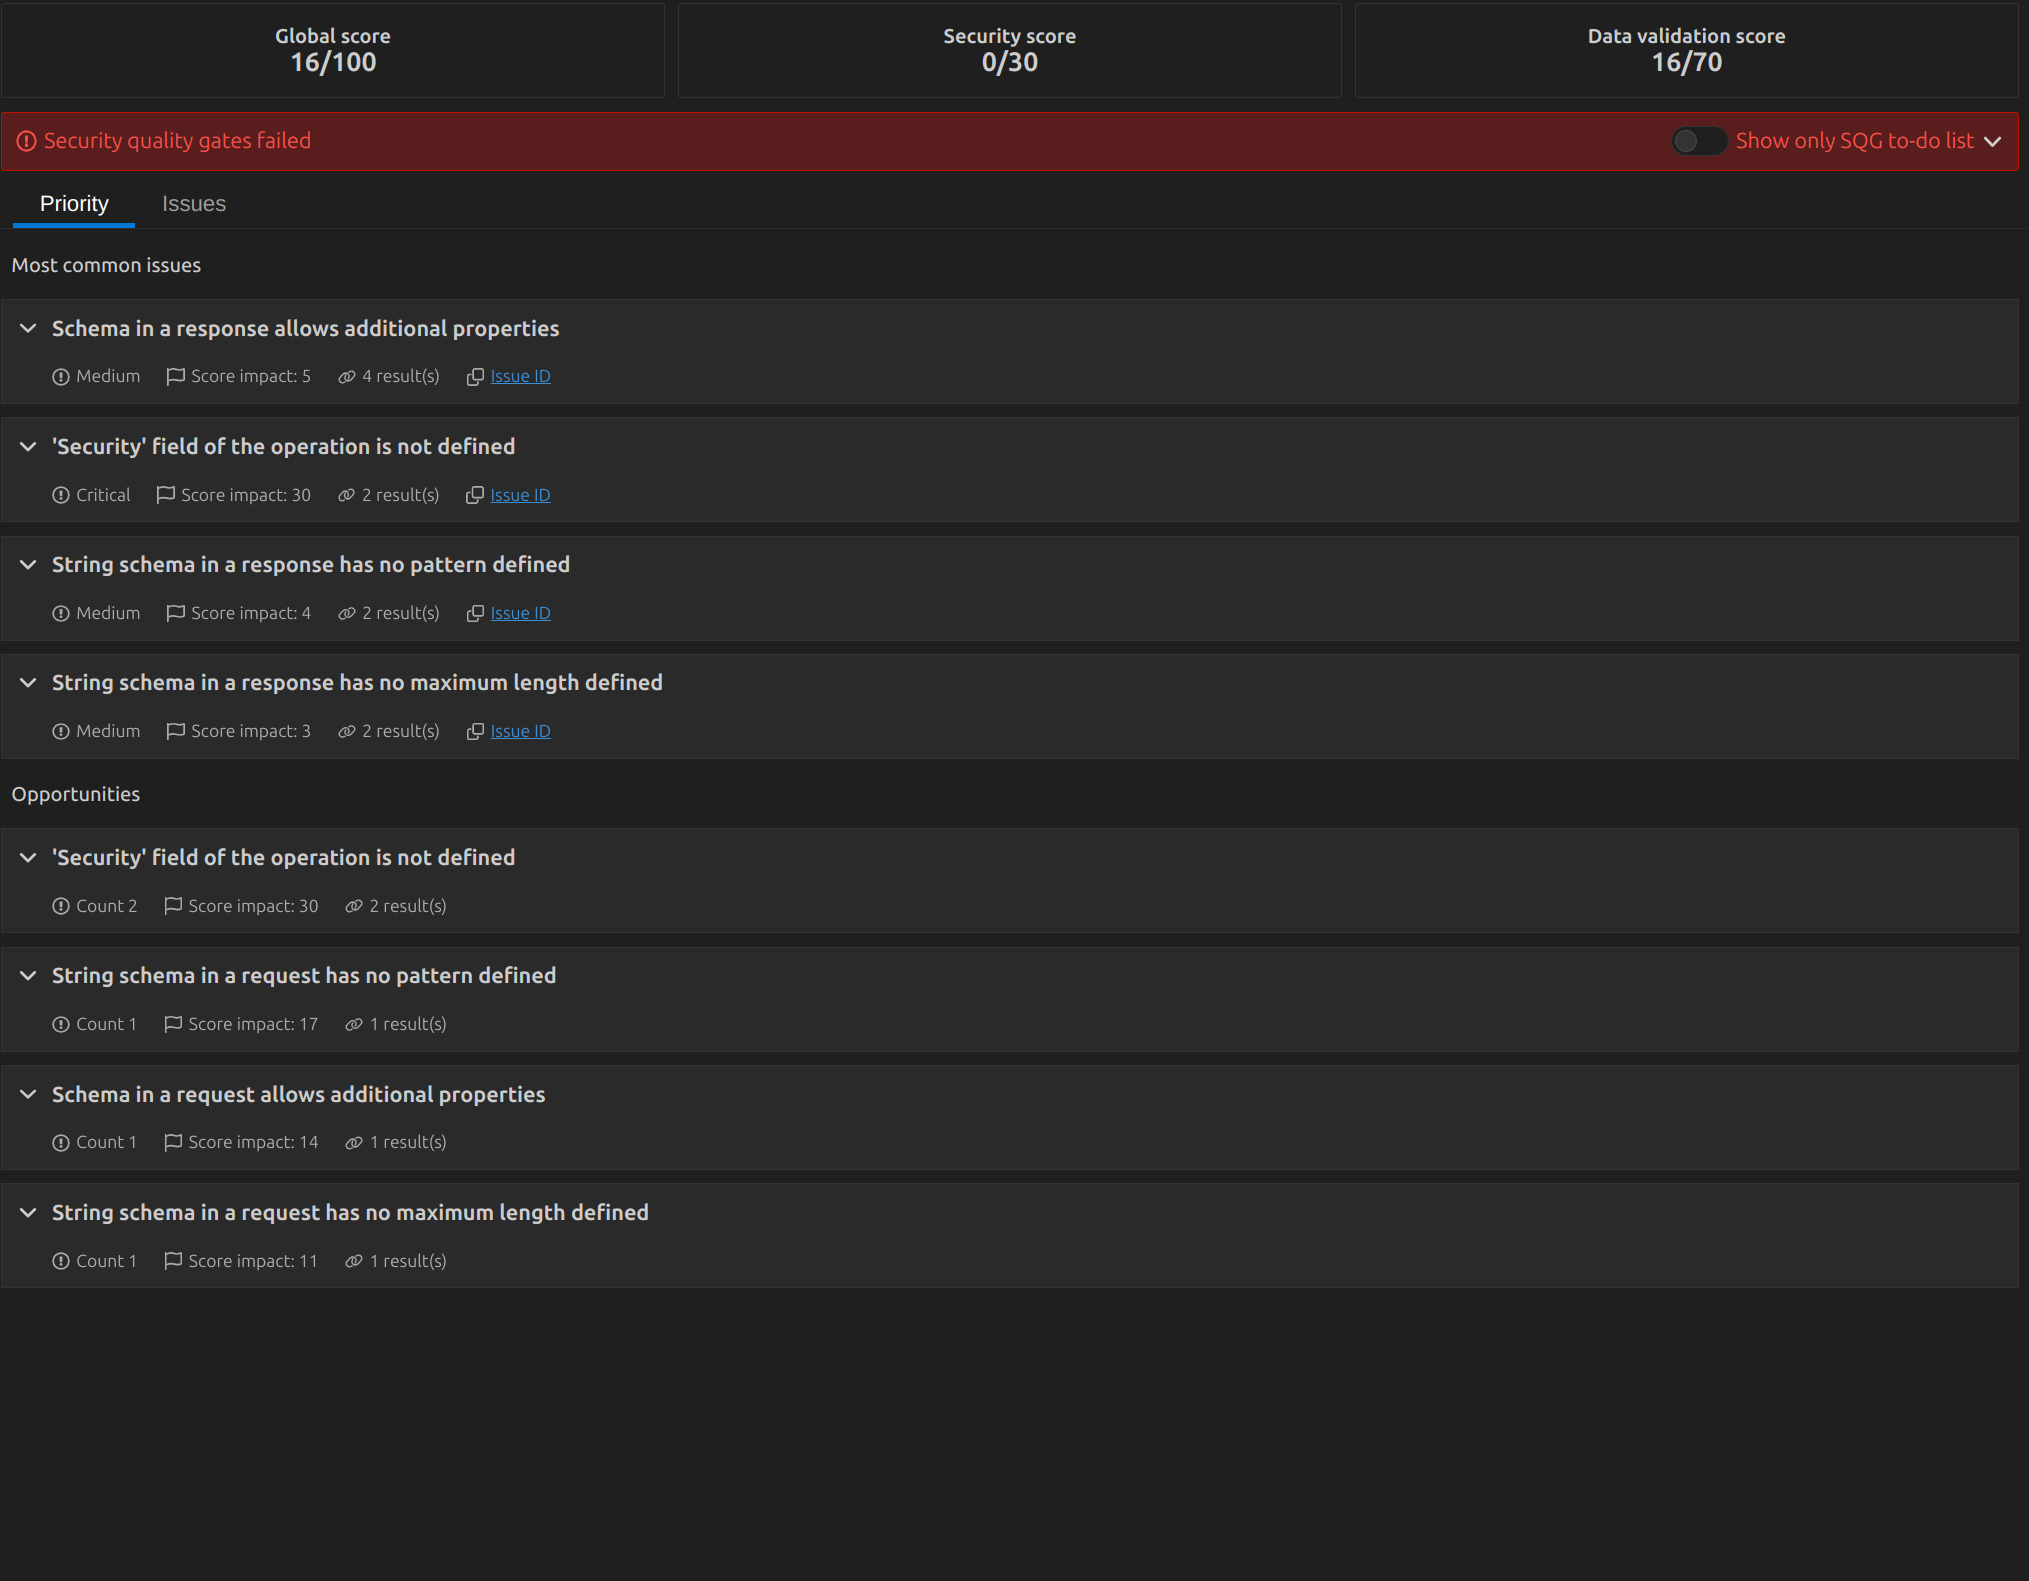 Global score
16/100
Security score
0/30
Data validation score
16/70
Security quality gates failed
Show only SQG to-do list
Priority
Issues
Most common issues
Schema in a response allows additional properties
Medium Score impact: 5 4 result(s) Issue ID
'Security' field of the operation is not defined
Critical Score impact: 30 2 result(s) Issue ID
String schema in a response has no pattern defined
Medium Score impact: 4 2 result(s) Issue ID
String schema in a response has no maximum length defined
Medium Score impact: 3 2 result(s) Issue ID
Opportunities
'Security' field of the operation is not defined
Count 2 Score impact: 30 2 result(s)
String schema in a request has no pattern defined
Count 1 Score impact: 17 1 result(s)
Schema in a request allows additional properties
Count 1 Score impact: 14 1 result(s)
String schema in a request has no maximum length defined
Count 1 Score impact: 11 1 result(s)